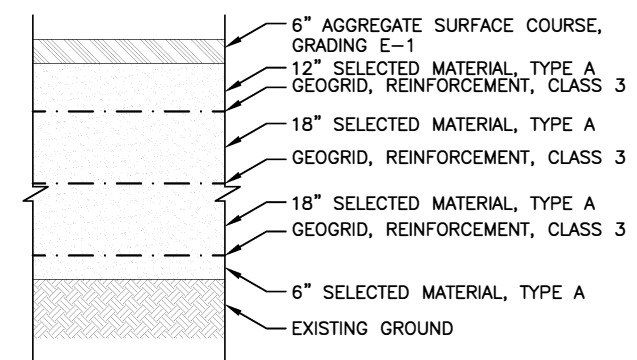 6” AGGREGATE SURFACE COURSE,
GRADING E-1
12” SELECTED MATERIAL, TYPE A
GEOGRID, REINFORCEMENT, CLASS 3
18” SELECTED MATERIAL, TYPE A
GEOGRID, REINFORCEMENT, CLASS 3
18” SELECTED MATERIAL, TYPE A
GEOGRID, REINFORCEMENT, CLASS 3
6” SELECTED MATERIAL, TYPE A
EXISTING GROUND